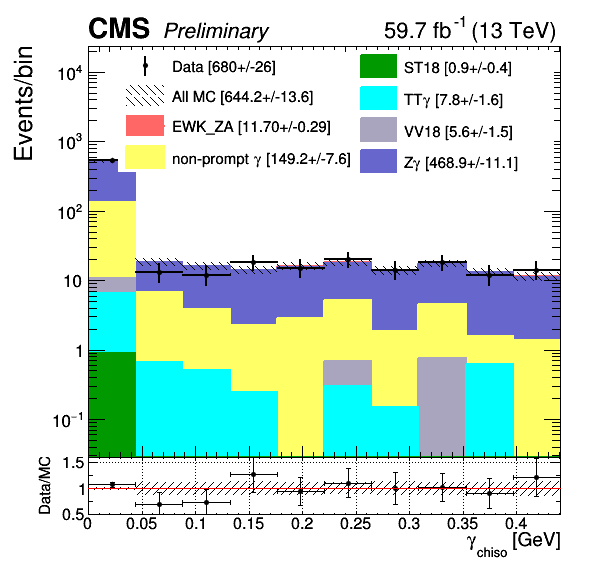 CMS Preliminary 59.7 fb⁻¹ (13 TeV)
Events/bin
10⁴
10³
10²
10
1
10⁻¹
Data [680+/-26]
All MC [644.2+/-13.6]
EWK_ZA [11.70+/-0.29]
non-prompt γ [149.2+/-7.6]
ST18 [0.9+/-0.4]
TTγ [7.8+/-1.6]
VV18 [5.6+/-1.5]
Zγ [468.9+/-11.1]
Data/MC
1.5
1
0.5
0 0.05 0.1 0.15 0.2 0.25 0.3 0.35 0.4
γchiso [GeV]